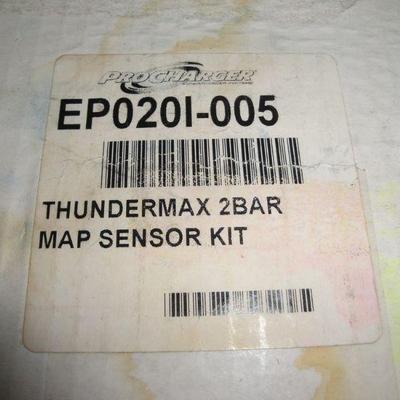 PROCHARGER
EP020I-005
THUNDERMAX 2BAR
MAP SENSOR KIT